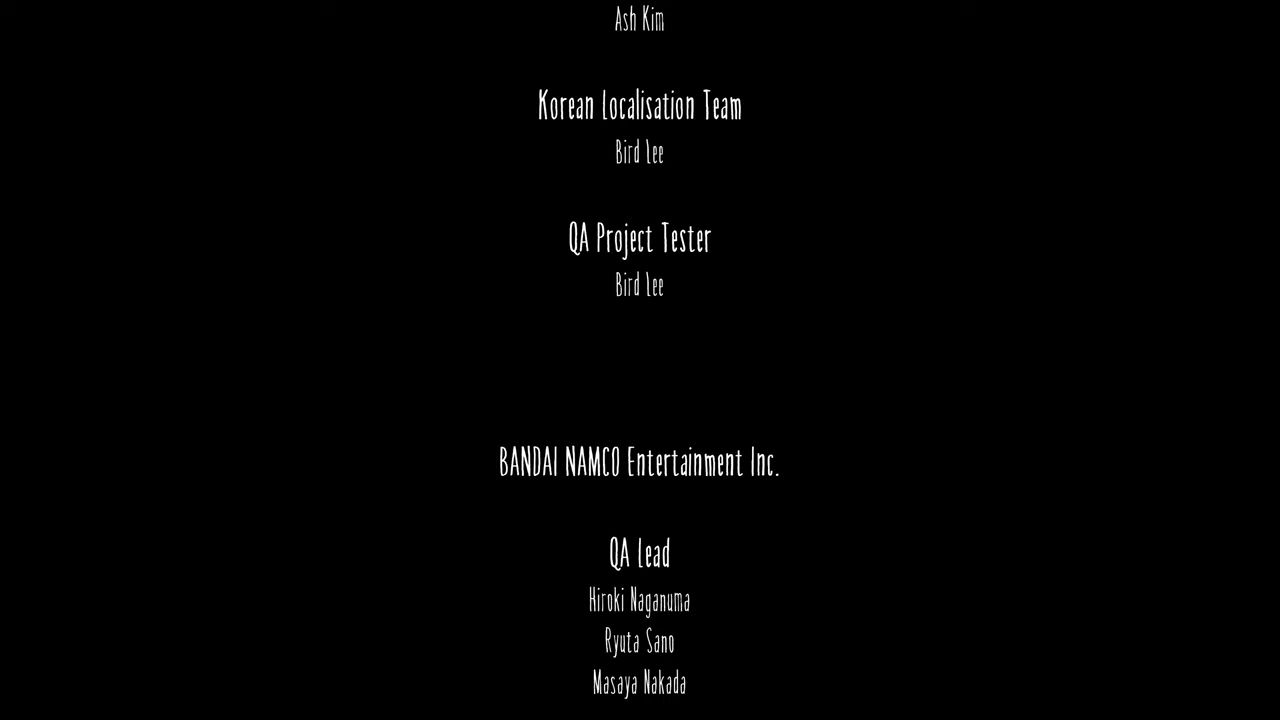 Ash Kim
Korean Localisation Team
Bird Lee
QA Project Tester
Bird Lee
BANDAI NAMCO Entertainment Inc.
QA Lead
Hiroki Naganuma
Ryuta Sano
Masaya Nakada